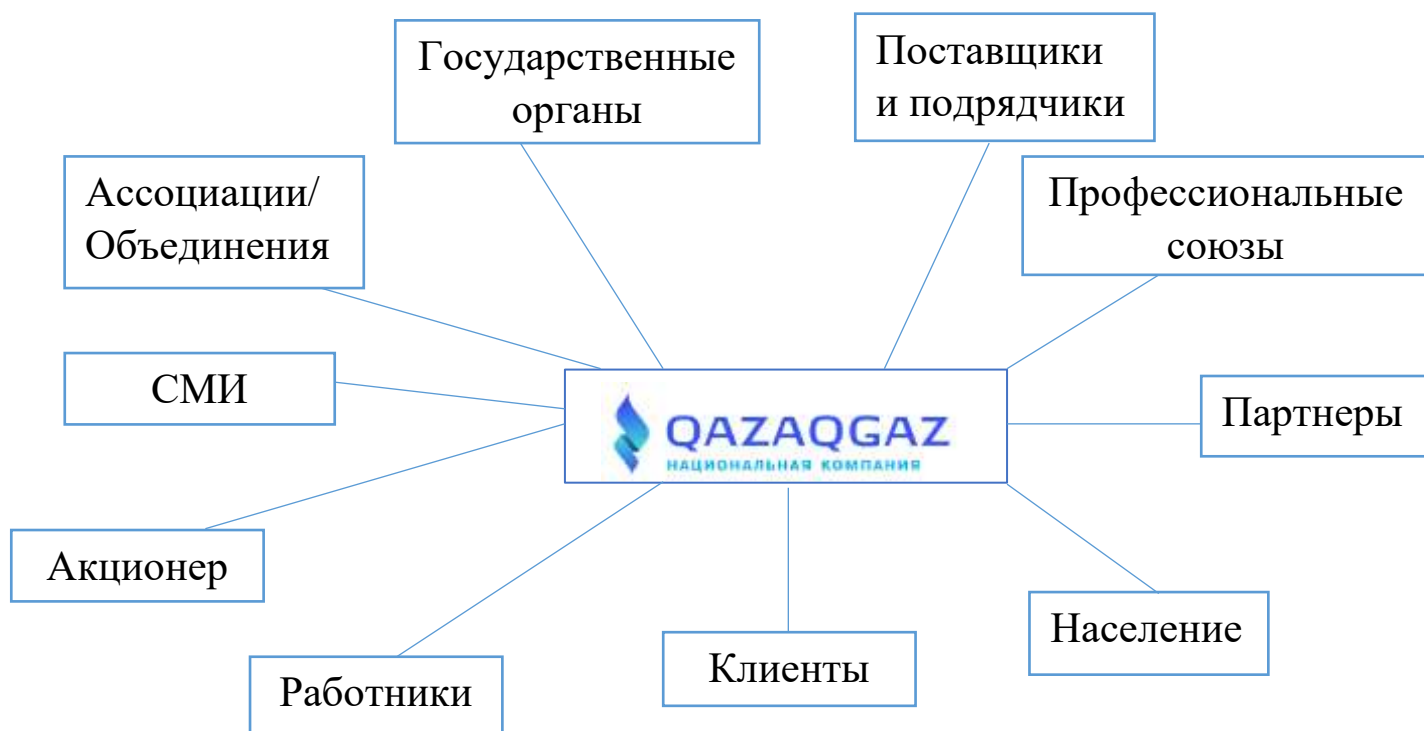 Государственные
органы
Поставщики
и подрядчики
Ассоциации/
Объединения
Профессиональные
союзы
СМИ
QAZAQGAZ
НАЦИОНАЛЬНАЯ КОМПАНИЯ
Партнеры
Акционер
Население
Клиенты
Работники